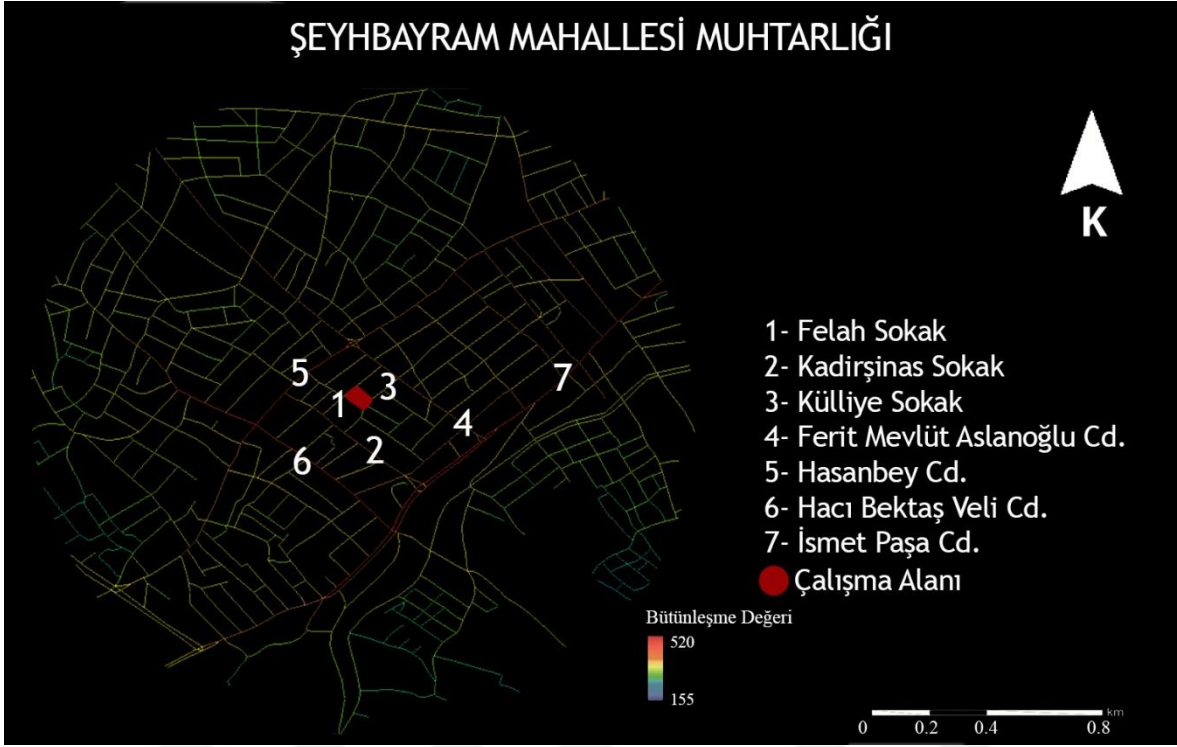 ŞEYHBAYRAM MAHALLESİ MUHTARLIĞI
K
5
3
1
7
4
2
6
1- Felah Sokak
2- Kadirşinas Sokak
3- Külliye Sokak
4- Ferit Mevlüt Aslanoğlu Cd.
5- Hasanbey Cd.
6- Hacı Bektaş Veli Cd.
7- İsmet Paşa Cd.
Çalışma Alanı
Bütünleşme Değeri
520
155
km
0 0.2 0.4 0.8